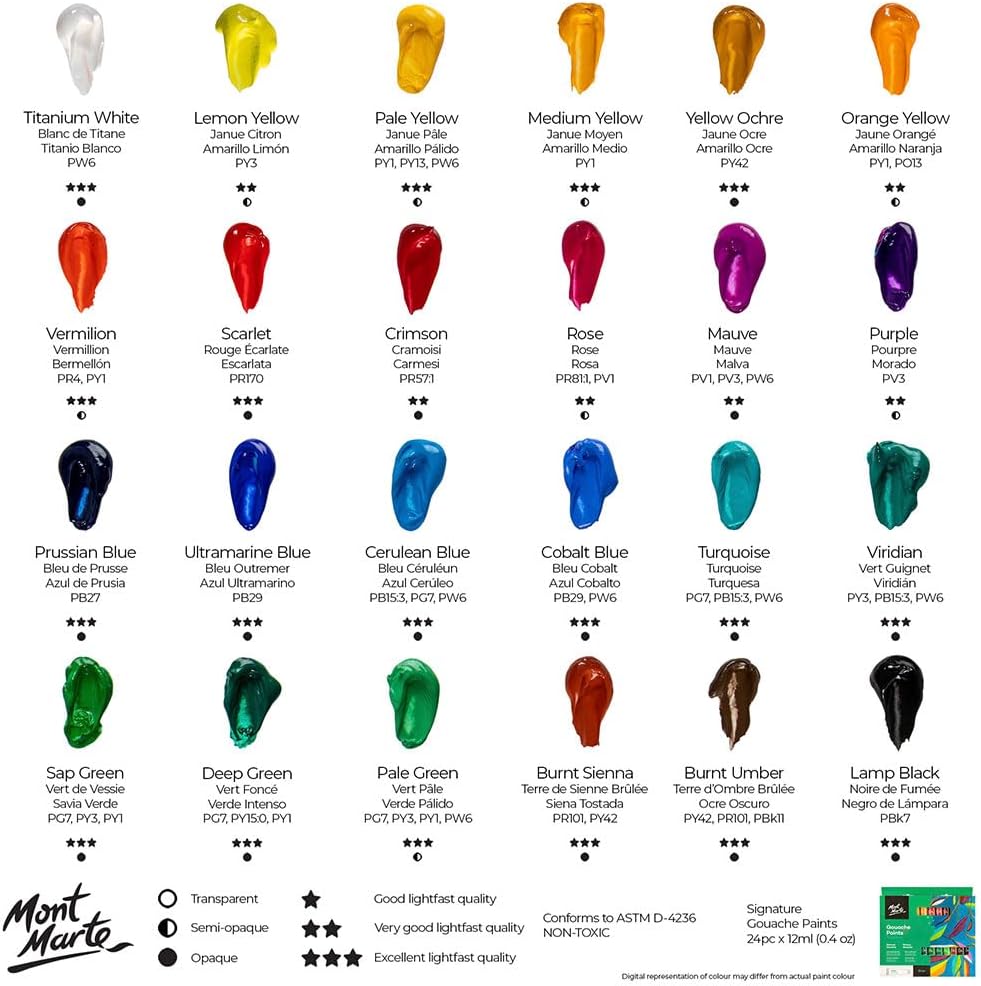 Titanium White
Blanc de Titane
Titanio Blanco
PW6
Lemon Yellow
Janue Citron
Amarillo Limón
PY3
Pale Yellow
Janue Pâle
Amarillo Pálido
PY1, PY13, PW6
Medium Yellow
Janue Moyen
Amarillo Medio
PY1
Yellow Ochre
Jaune Ocre
Amarillo Ocre
PY42
Orange Yellow
Jaune Orangé
Amarillo Naranja
PY1, PO13
Vermilion
Vermillion
Bermellón
PR4, PY1
Scarlet
Rouge Écarlate
Escarlata
PR170
Crimson
Cramoisi
Carmesi
PR57:1
Rose
Rose
Rosa
PR81:1, PV1
Mauve
Mauve
Malva
PV1, PV3, PW6
Purple
Pourpre
Morado
PV3
Prussian Blue
Bleu de Prusse
Azul de Prusia
PB27
Ultramarine Blue
Bleu Outremer
Azul Ultramarino
PB29
Cerulean Blue
Bleu Céruléun
Azul Cerúleo
PB15:3, PG7, PW6
Cobalt Blue
Bleu Cobalt
Azul Cobalto
PB29, PW6
Turquoise
Turquoise
Turquesa
PG7, PB15:3, PW6
Viridian
Vert Guignet
Viridián
PY3, PB15:3, PW6
Sap Green
Vert de Vessie
Savia Verde
PG7, PY3, PY1
Deep Green
Vert Foncé
Verde Intenso
PG7, PY15:0, PY1
Pale Green
Vert Pâle
Verde Pálido
PG7, PY3, PY1, PW6
Burnt Sienna
Terre de Sienne Brûlée
Siena Tostada
PR101, PY42
Burnt Umber
Terre d'Ombre Brûlée
Ocre Oscuro
PY42, PR101, PBk11
Lamp Black
Noire de Fumée
Negro de Lámpara
PBk7
Mont
Marte
Transparent
Semi-opaque
Opaque
Good lightfast quality
Very good lightfast quality
Excellent lightfast quality
Conforms to ASTM D-4236
NON-TOXIC
Signature
Gouache Paints
24pc x 12ml (0.4 oz)
Mont
Marte
Gouache
Paints
Digital representation of colour may differ from actual paint colour